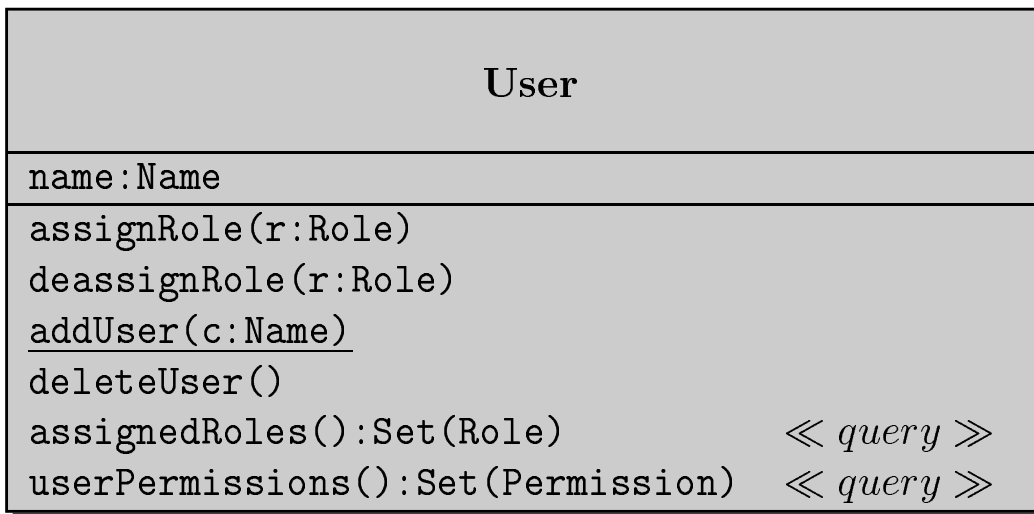 User
name:Name
assignRole(r:Role)
deassignRole(r:Role)
addUser(c:Name)
deleteUser()
assignedRoles():Set(Role) ≪ query ≫
userPermissions():Set(Permission) ≪ query ≫